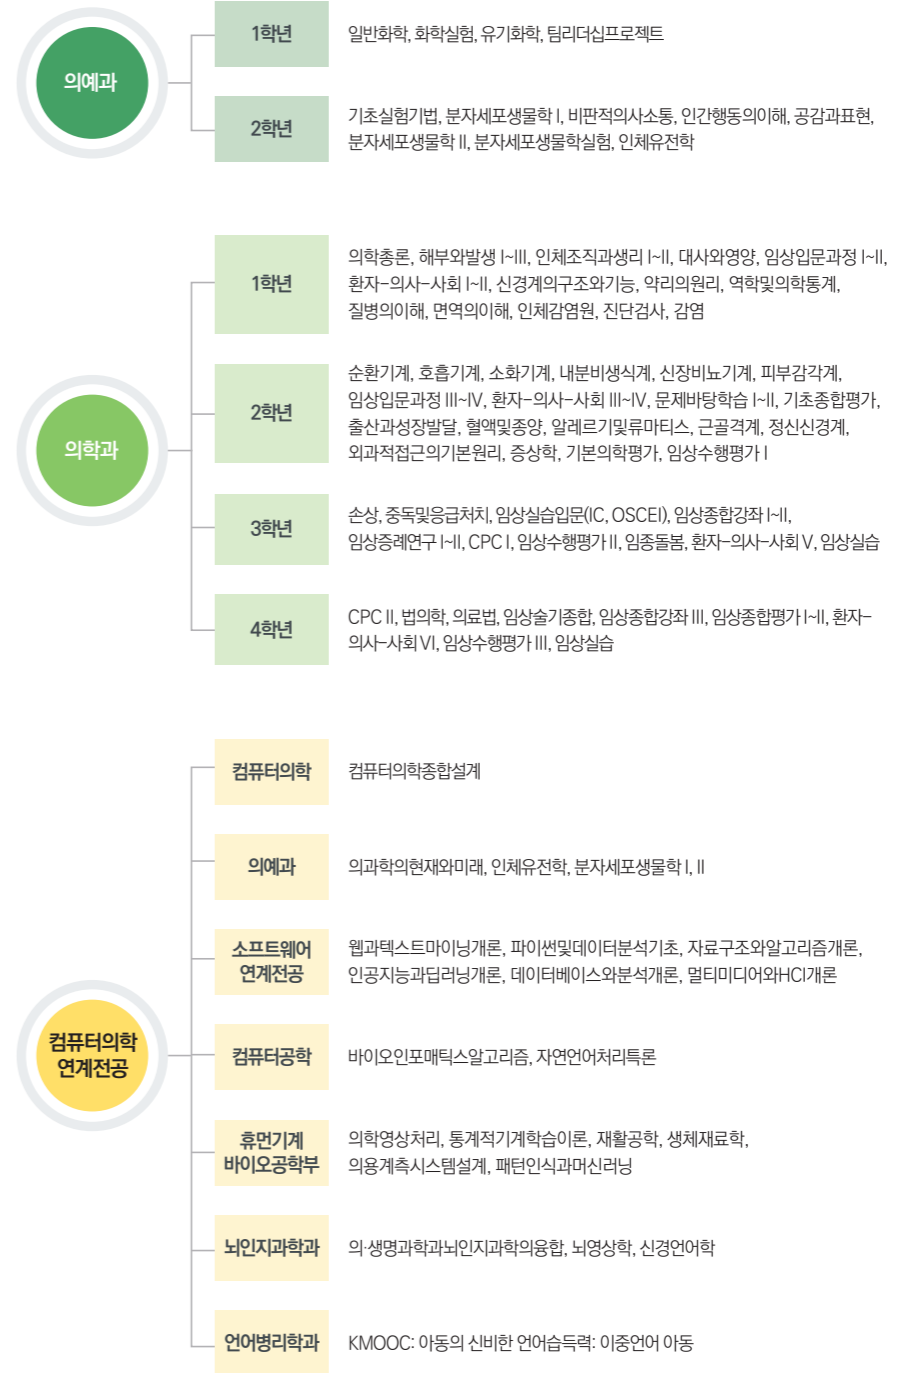 의예과
1학년
일반화학, 화학실험, 유기화학, 팀리더십프로젝트
2학년
기초실험기법, 분자세포생물학 I, 비판적의사소통, 인간행동의이해, 공감과표현,
분자세포생물학 II, 분자세포생물학실험, 인체유전학
의학과
1학년
의학총론, 해부와발생 I~III, 인체조직과생리 I~II, 대사와영양, 임상입문과정 I~II,
환자-의사-사회 I~II, 신경계의구조와기능, 약리의원리, 역학및의학통계,
질병의이해, 면역의이해, 인체감염원, 진단검사, 감염
2학년
순환기계, 호흡기계, 소화기계, 내분비생식계, 신장비뇨기계, 피부감각계,
임상입문과정 III~IV, 환자-의사-사회 III~IV, 문제바탕학습 I~II, 기초종합평가,
출산과성장발달, 혈액및종양, 알레르기및류마티스, 근골격계, 정신신경계,
외과적접근의기본원리, 증상학, 기본의학평가, 임상수행평가 I
3학년
손상, 중독및응급처치, 임상실습입문(IC, OSCEI), 임상종합강좌 I~II,
임상증례연구 I~II, CPC I, 임상수행평가 II, 임종돌봄, 환자-의사-사회 V, 임상실습
4학년
CPC II, 법의학, 의료법, 임상술기종합, 임상종합강좌 III, 임상종합평가 I~II, 환자-
의사-사회 VI, 임상수행평가 III, 임상실습
컴퓨터의학
연계전공
컴퓨터의학
컴퓨터의학종합설계
의예과
의과학의현재와미래, 인체유전학, 분자세포생물학 I, II
소프트웨어
연계전공
웹과텍스트마이닝개론, 파이썬및데이터분석기초, 자료구조와알고리즘개론,
인공지능과딥러닝개론, 데이터베이스와분석개론, 멀티미디어와HCI개론
컴퓨터공학
바이오인포매틱스알고리즘, 자연언어처리특론
휴먼기계
바이오공학부
의학영상처리, 통계적기계학습이론, 재활공학, 생체재료학,
의용계측시스템설계, 패턴인식과머신러닝
뇌인지과학과
의·생명과학과뇌인지과학의융합, 뇌영상학, 신경언어학
언어병리학과
KMOOC: 아동의 신비한 언어습득력: 이중언어 아동